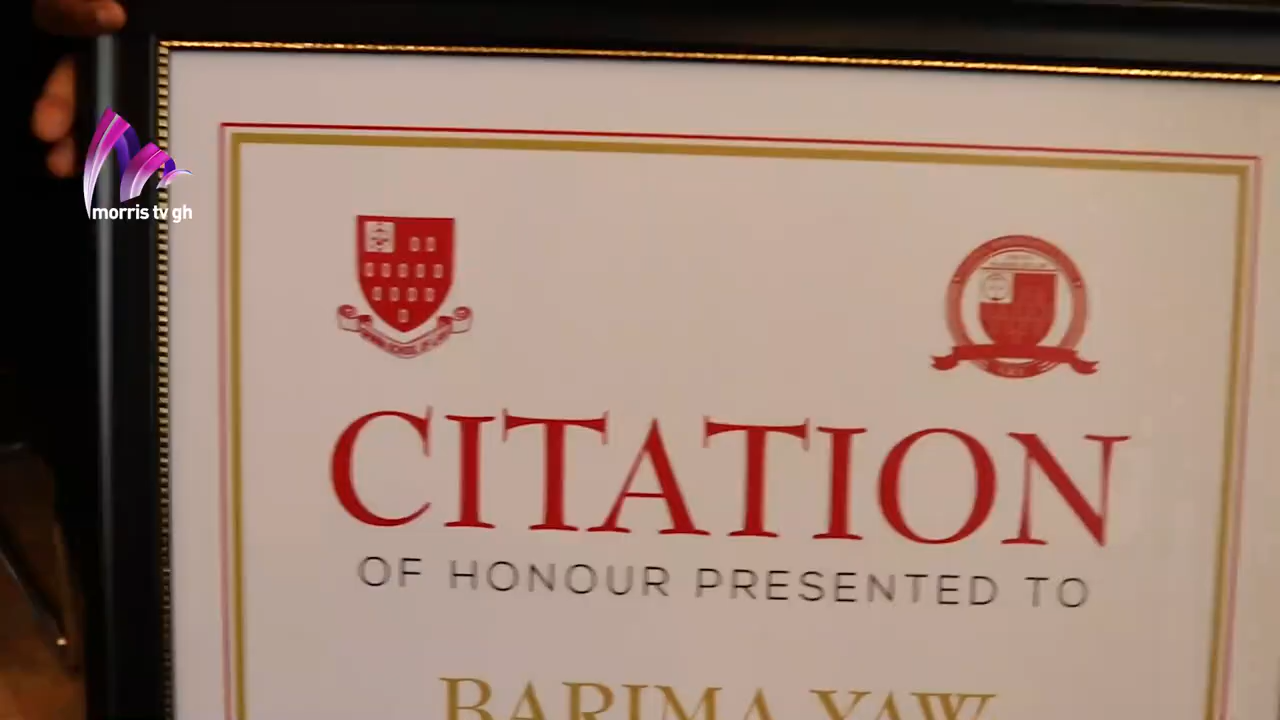 morris tv gh
CITATION
OF HONOUR PRESENTED TO
BARIMA YAW